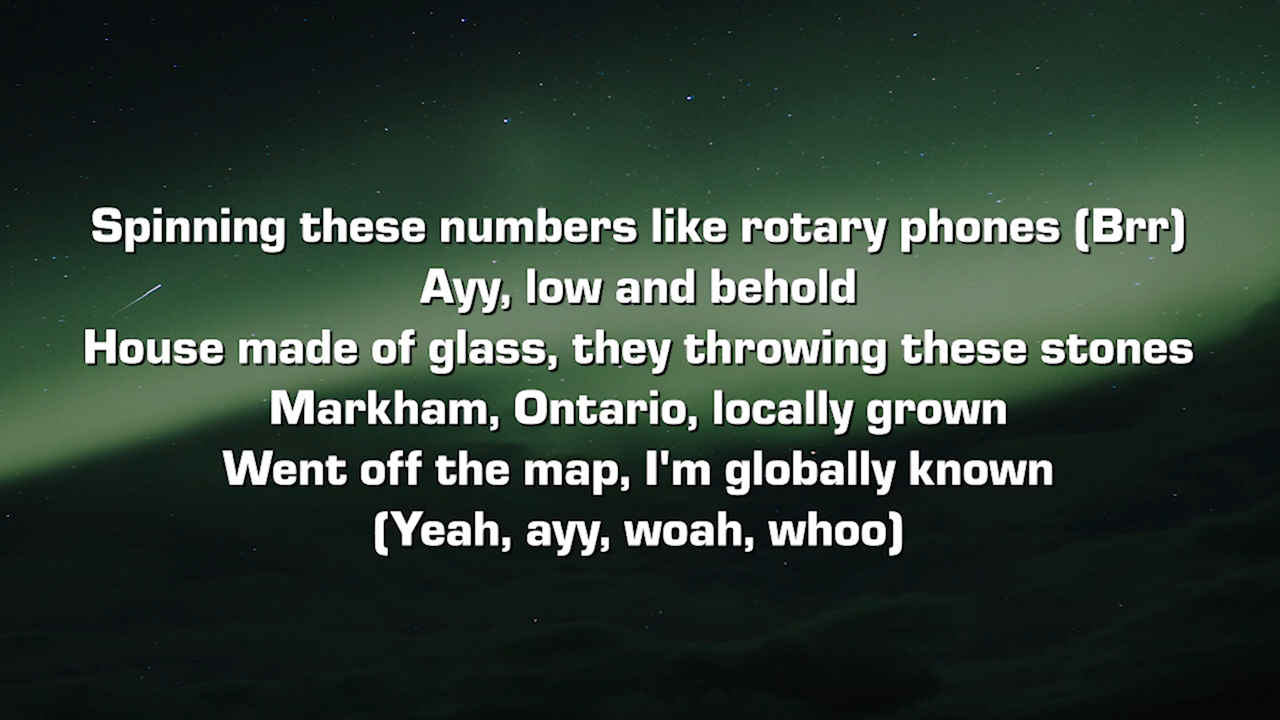 Spinning these numbers like rotary phones (Brr)
Ayy, low and behold
House made of glass, they throwing these stones
Markham, Ontario, locally grown
Went off the map, I'm globally known
(Yeah, ayy, woah, whoo)